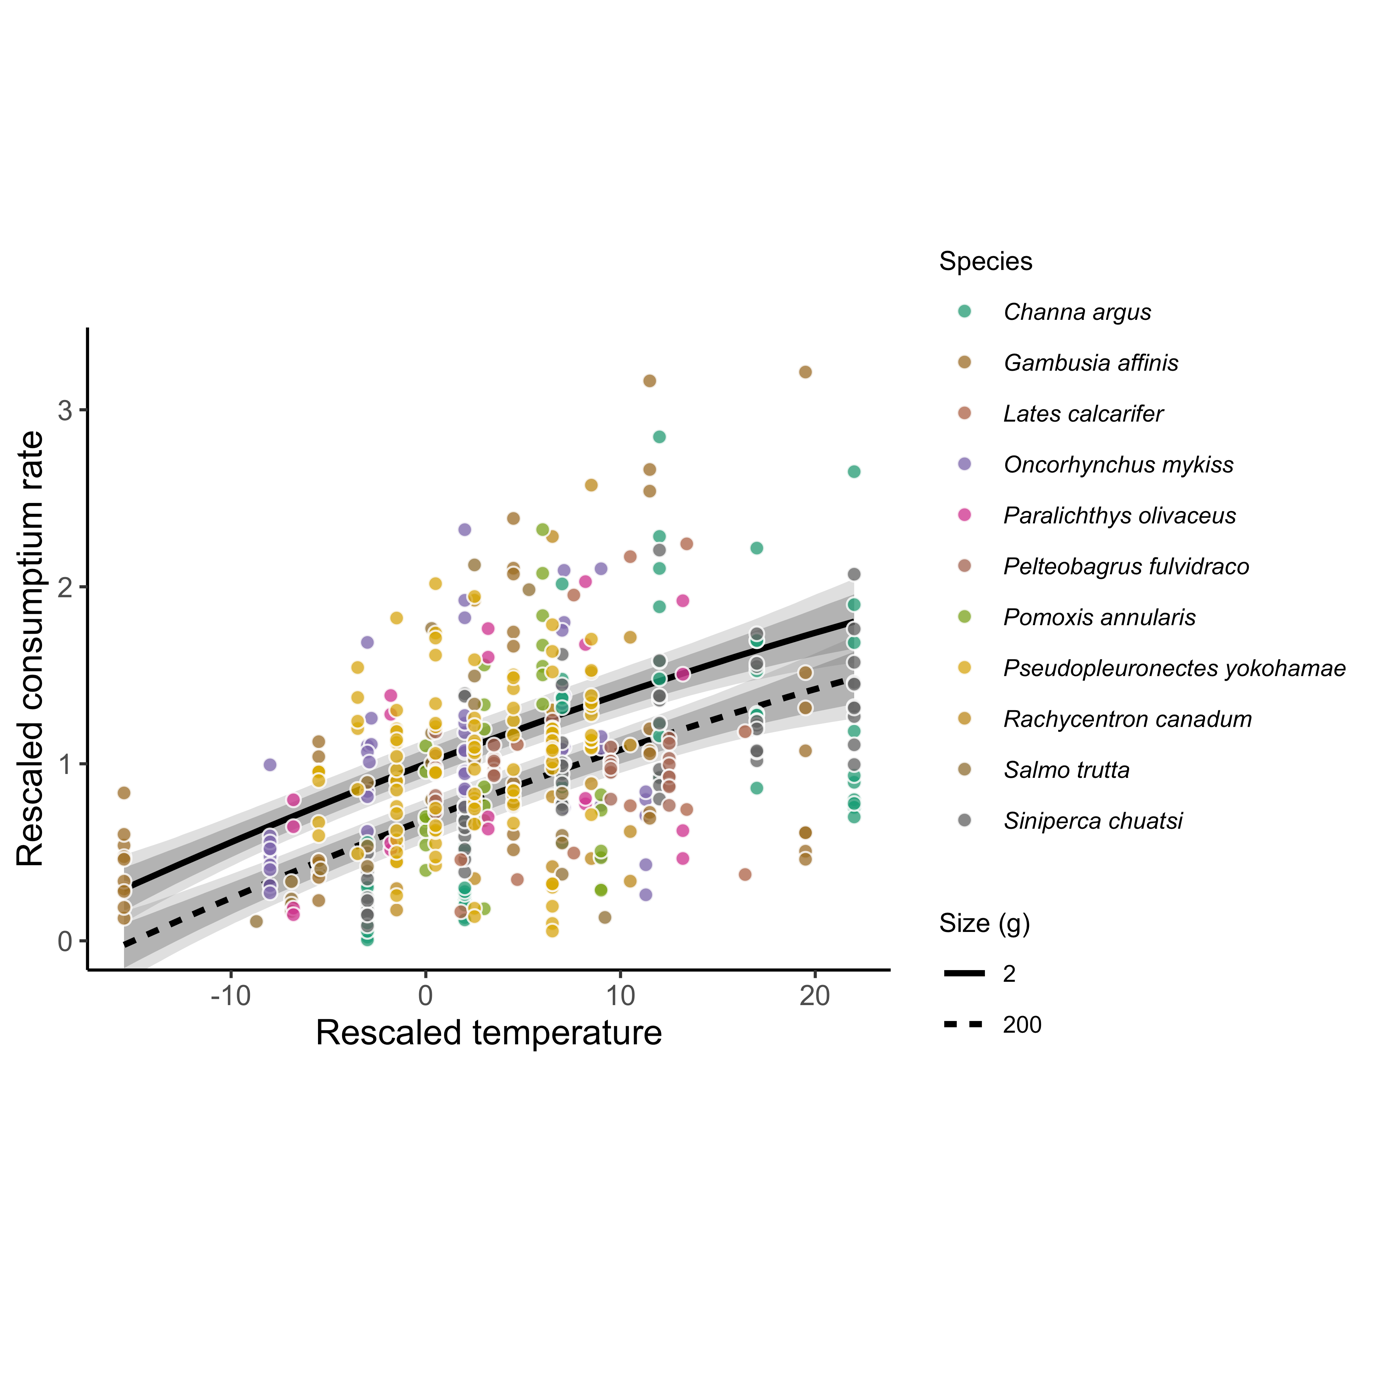 Species
Channa argus
Gambusia affinis
Lates calcarifer
Oncorhynchus mykiss
Paralichthys olivaceus
Pelteobagrus fulvidraco
Pomoxis annularis
Pseudopleuronectes yokohamae
Rachycentron canadum
Salmo trutta
Siniperca chuatsi
Size (g)
2
200
Rescaled consumptium rate
3
2
1
0
-10 0 10 20
Rescaled temperature